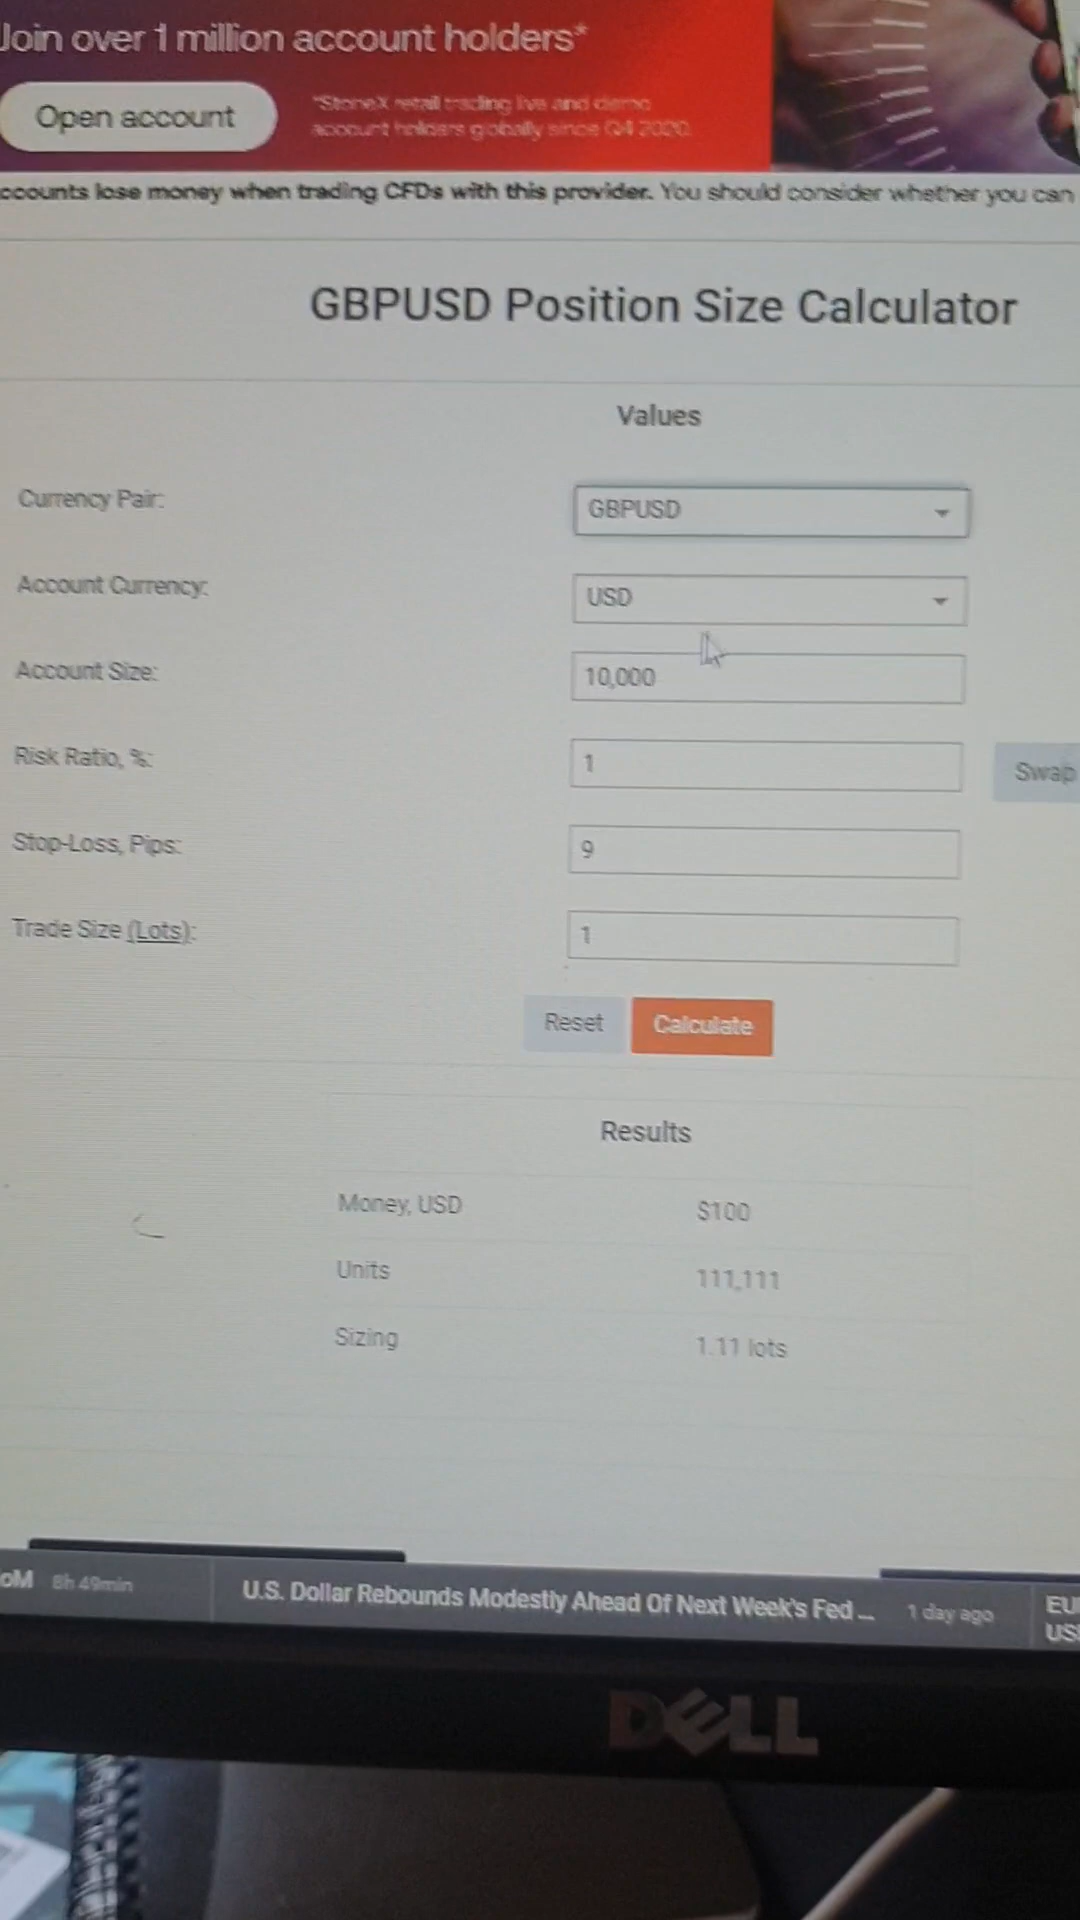 Join over 1 million account holders*
Open account
*StoneX retail trading live and demo
account holders globally since Q4 2020.
ccounts lose money when trading CFDs with this provider. You should consider whether you can
GBPUSD Position Size Calculator
Values
Currency Pair:
GBPUSD
Account Currency:
USD
Account Size:
10,000
Risk Ratio, %:
1
Swap
Stop-Loss, Pips:
9
Trade Size (Lots):
1
Reset
Calculate
Results
Money, USD
$100
Units
111,111
Sizing
1.11 lots
oM
8h 49min
U.S. Dollar Rebounds Modestly Ahead Of Next Week's Fed ...
1 day ago
EU
US
DELL